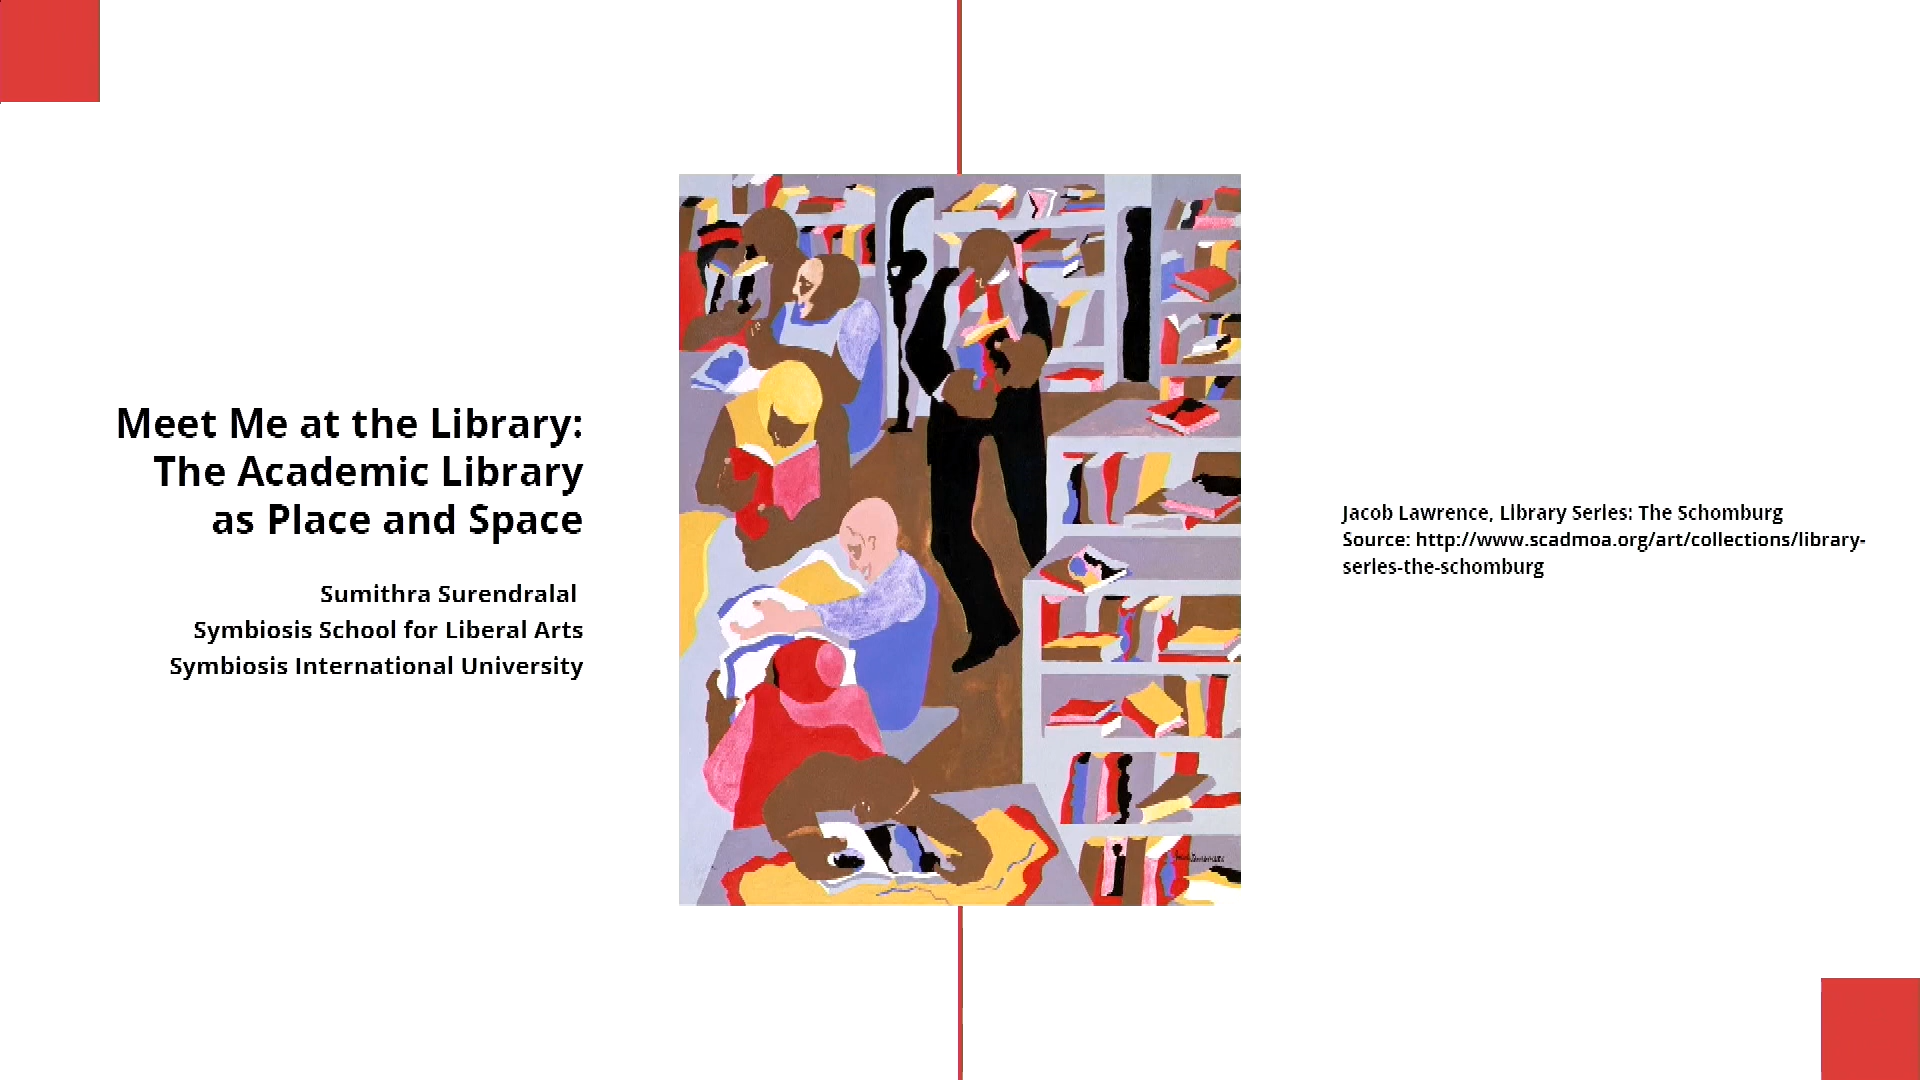 Meet Me at the Library:
The Academic Library
as Place and Space
Sumithra Surendralal
Symbiosis School for Liberal Arts
Symbiosis International University
Jacob Lawrence, Library Series: The Schomburg
Source: http://www.scadmoa.org/art/collections/library-
series-the-schomburg